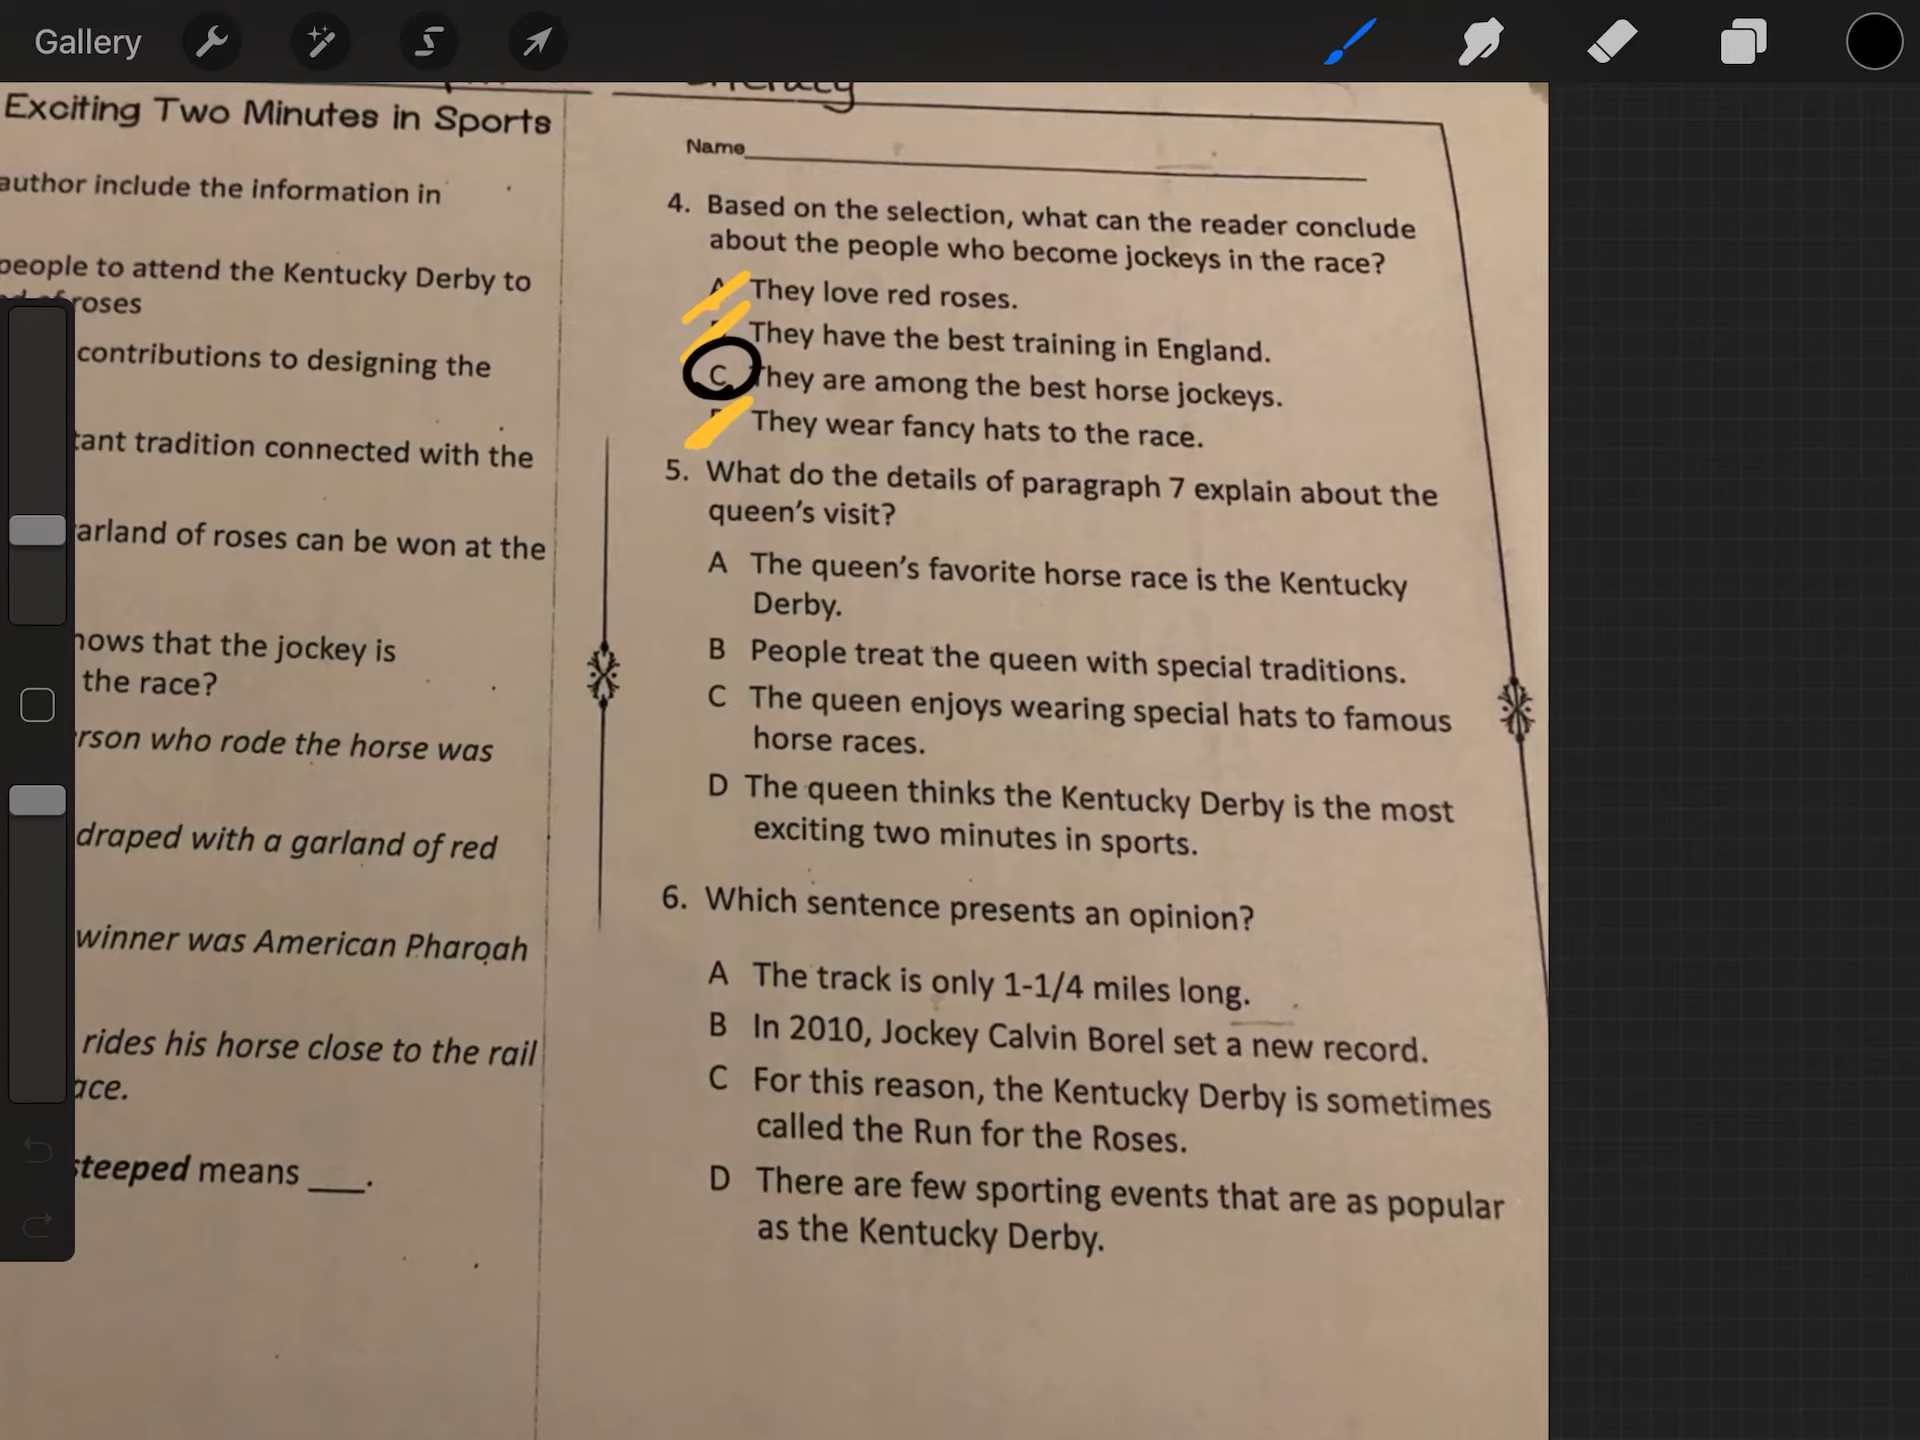 Gallery
Exciting Two Minutes in Sports
author include the information in
people to attend the Kentucky Derby to
roses
contributions to designing the
tant tradition connected with the
arland of roses can be won at the
hows that the jockey is
the race?
rson who rode the horse was
draped with a garland of red
winner was American Pharoah
rides his horse close to the rail
ace.
steeped means ___.
Name
4. Based on the selection, what can the reader conclude
about the people who become jockeys in the race?
A They love red roses.
They have the best training in England.
C They are among the best horse jockeys.
They wear fancy hats to the race.
5. What do the details of paragraph 7 explain about the
queen's visit?
A The queen's favorite horse race is the Kentucky
Derby.
B People treat the queen with special traditions.
C The queen enjoys wearing special hats to famous
horse races.
D The queen thinks the Kentucky Derby is the most
exciting two minutes in sports.
6. Which sentence presents an opinion?
A The track is only 1-1/4 miles long.
B In 2010, Jockey Calvin Borel set a new record.
C For this reason, the Kentucky Derby is sometimes
called the Run for the Roses.
D There are few sporting events that are as popular
as the Kentucky Derby.